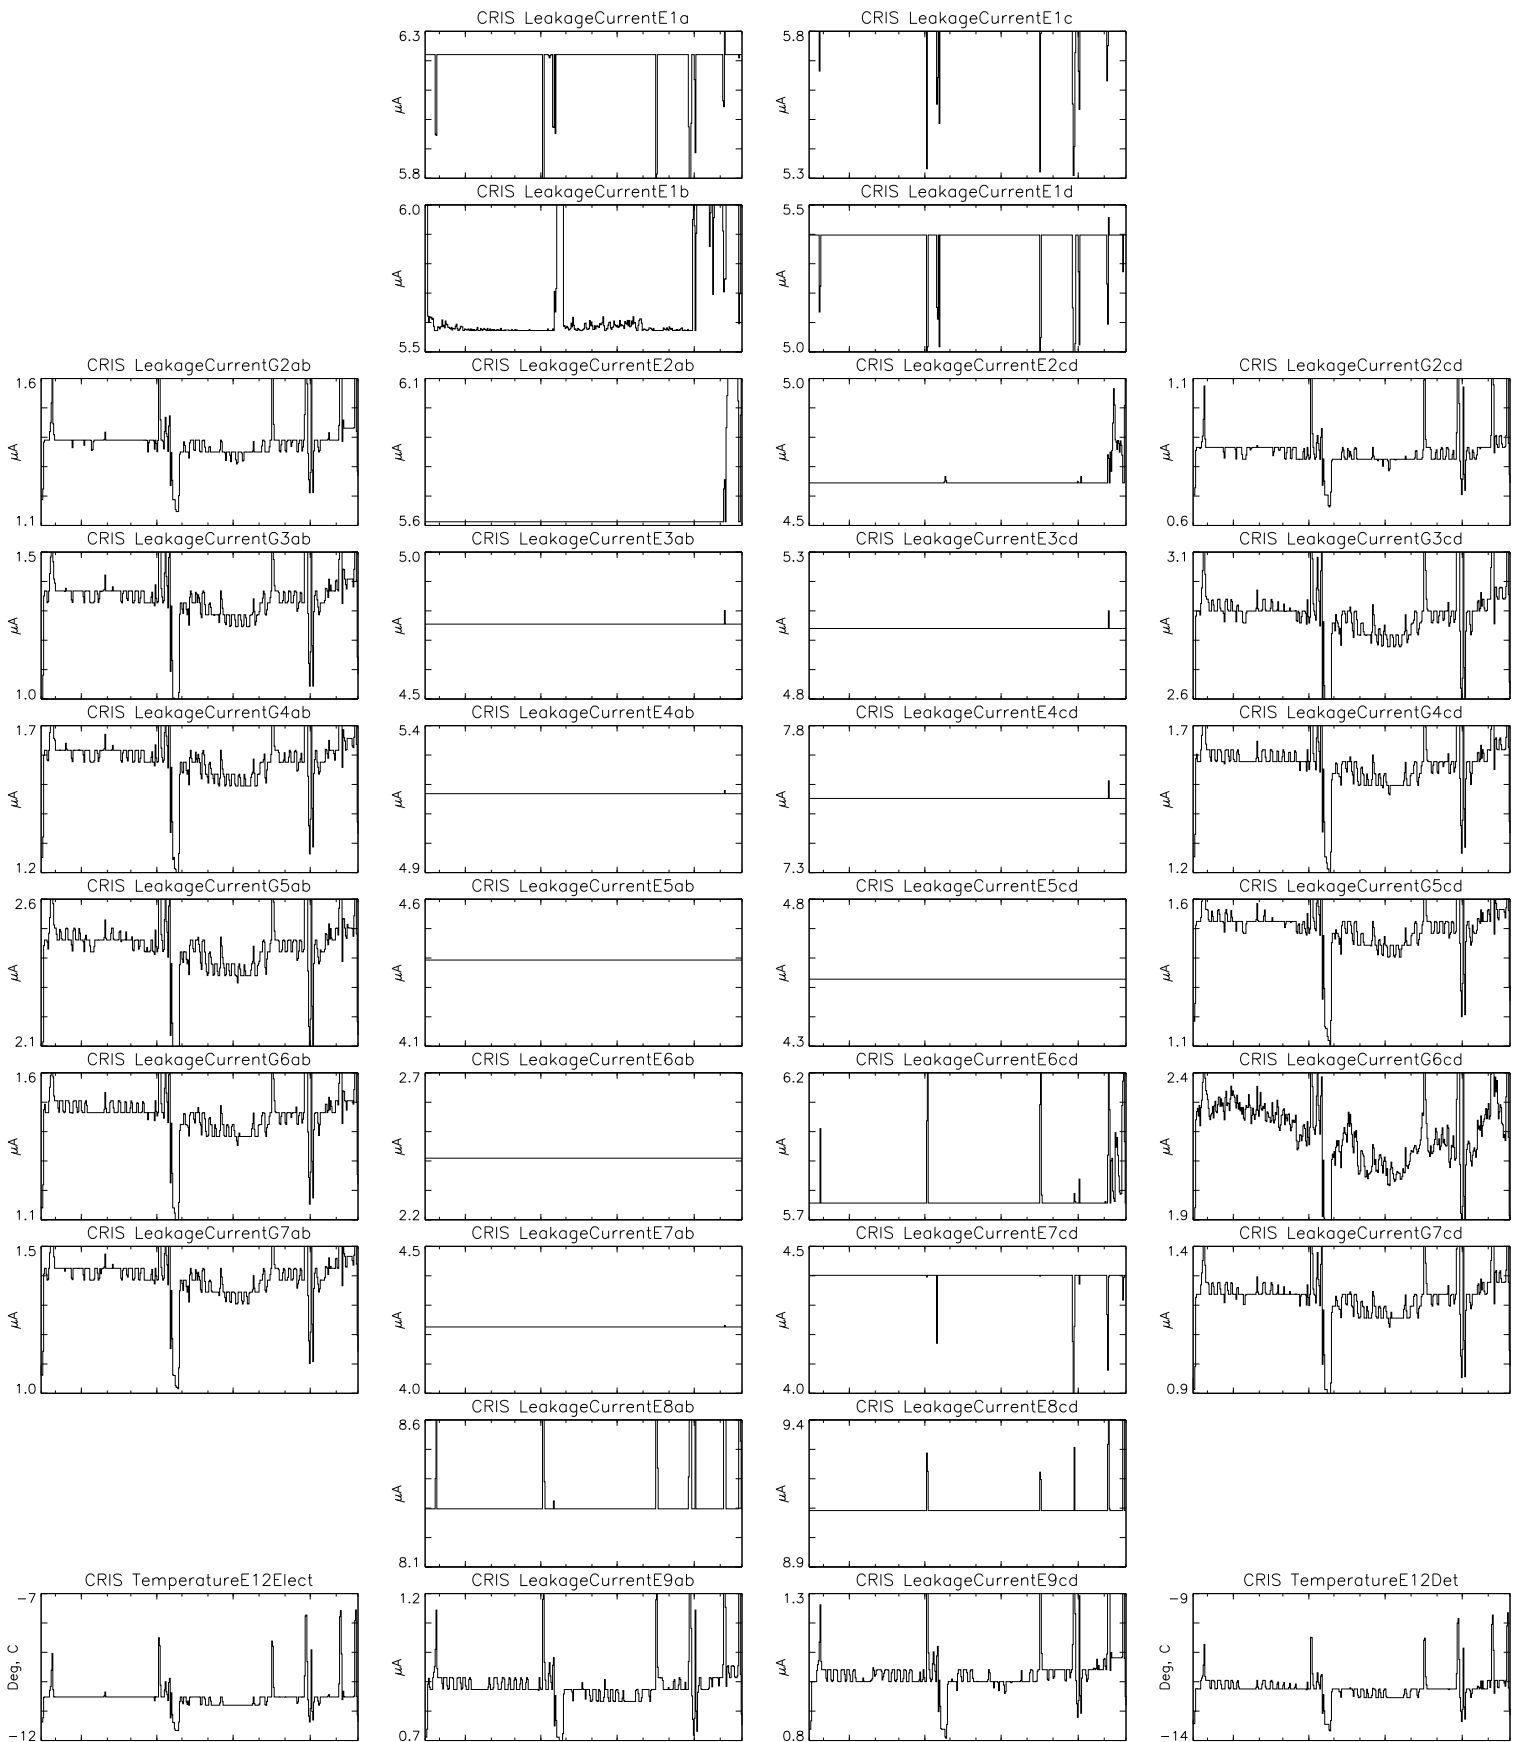 CRIS LeakageCurrentE1a CRIS LeakageCurrentE1c
6.3 5.8
μA μA
5.8 5.3
CRIS LeakageCurrentE1b CRIS LeakageCurrentE1d
6.0 5.5
μA μA
5.5 5.0
CRIS LeakageCurrentG2ab CRIS LeakageCurrentE2ab CRIS LeakageCurrentE2cd CRIS LeakageCurrentG2cd
1.6 6.1 5.0 1.1
μA μA μA μA
1.1 5.6 4.5 0.6
CRIS LeakageCurrentG3ab CRIS LeakageCurrentE3ab CRIS LeakageCurrentE3cd CRIS LeakageCurrentG3cd
1.5 5.0 5.3 3.1
μA μA μA μA
1.0 4.5 4.8 2.6
CRIS LeakageCurrentG4ab CRIS LeakageCurrentE4ab CRIS LeakageCurrentE4cd CRIS LeakageCurrentG4cd
1.7 5.4 7.8 1.7
μA μA μA μA
1.2 4.9 7.3 1.2
CRIS LeakageCurrentG5ab CRIS LeakageCurrentE5ab CRIS LeakageCurrentE5cd CRIS LeakageCurrentG5cd
2.6 4.6 4.8 1.6
μA μA μA μA
2.1 4.1 4.3 1.1
CRIS LeakageCurrentG6ab CRIS LeakageCurrentE6ab CRIS LeakageCurrentE6cd CRIS LeakageCurrentG6cd
1.6 2.7 6.2 2.4
μA μA μA μA
1.1 2.2 5.7 1.9
CRIS LeakageCurrentG7ab CRIS LeakageCurrentE7ab CRIS LeakageCurrentE7cd CRIS LeakageCurrentG7cd
1.5 4.5 4.5 1.4
μA μA μA μA
1.0 4.0 4.0 0.9
CRIS LeakageCurrentE8ab CRIS LeakageCurrentE8cd
8.6 9.4
μA μA
8.1 8.9
CRIS TemperatureE12Elect CRIS LeakageCurrentE9ab CRIS LeakageCurrentE9cd CRIS TemperatureE12Det
-7 1.2 1.3 -9
Deg, C μA μA Deg, C
-12 0.7 0.8 -14